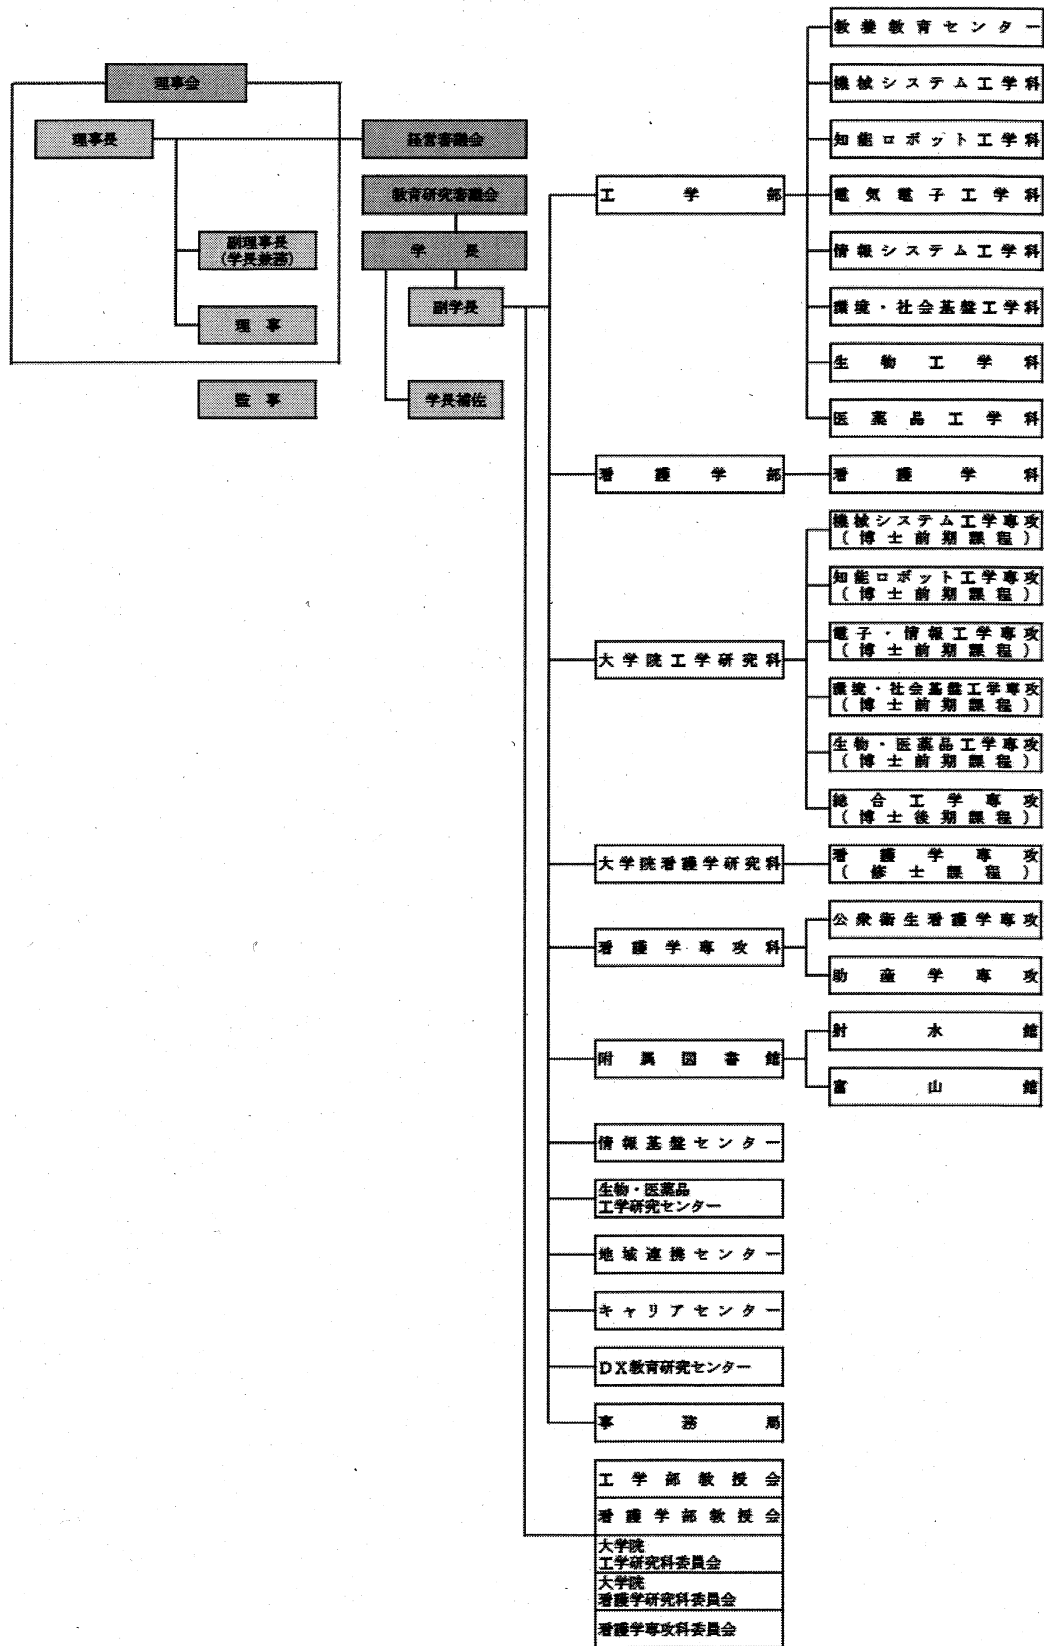 理事会
理事長
副理事長
(学長兼務)
理事
監事
経営審議会
教育研究審議会
学長
副学長
学長補佐
工学部
教養教育センター
機械システム工学科
知能ロボット工学科
電気電子工学科
情報システム工学科
環境・社会基盤工学科
生物工学科
医薬品工学科
看護学部
看護学科
大学院工学研究科
機械システム工学専攻
(博士前期課程)
知能ロボット工学専攻
(博士前期課程)
電子・情報工学専攻
(博士前期課程)
環境・社会基盤工学専攻
(博士前期課程)
生物・医薬品工学専攻
(博士前期課程)
総合工学専攻
(博士後期課程)
大学院看護学研究科
看護学専攻
(修士課程)
看護学専攻科
公衆衛生看護学専攻
助産学専攻
附属図書館
射水館
富山館
情報基盤センター
生物・医薬品
工学研究センター
地域連携センター
キャリアセンター
DX教育研究センター
事務局
工学部教授会
看護学部教授会
大学院
工学研究科委員会
大学院
看護学研究科委員会
看護学専攻科委員会